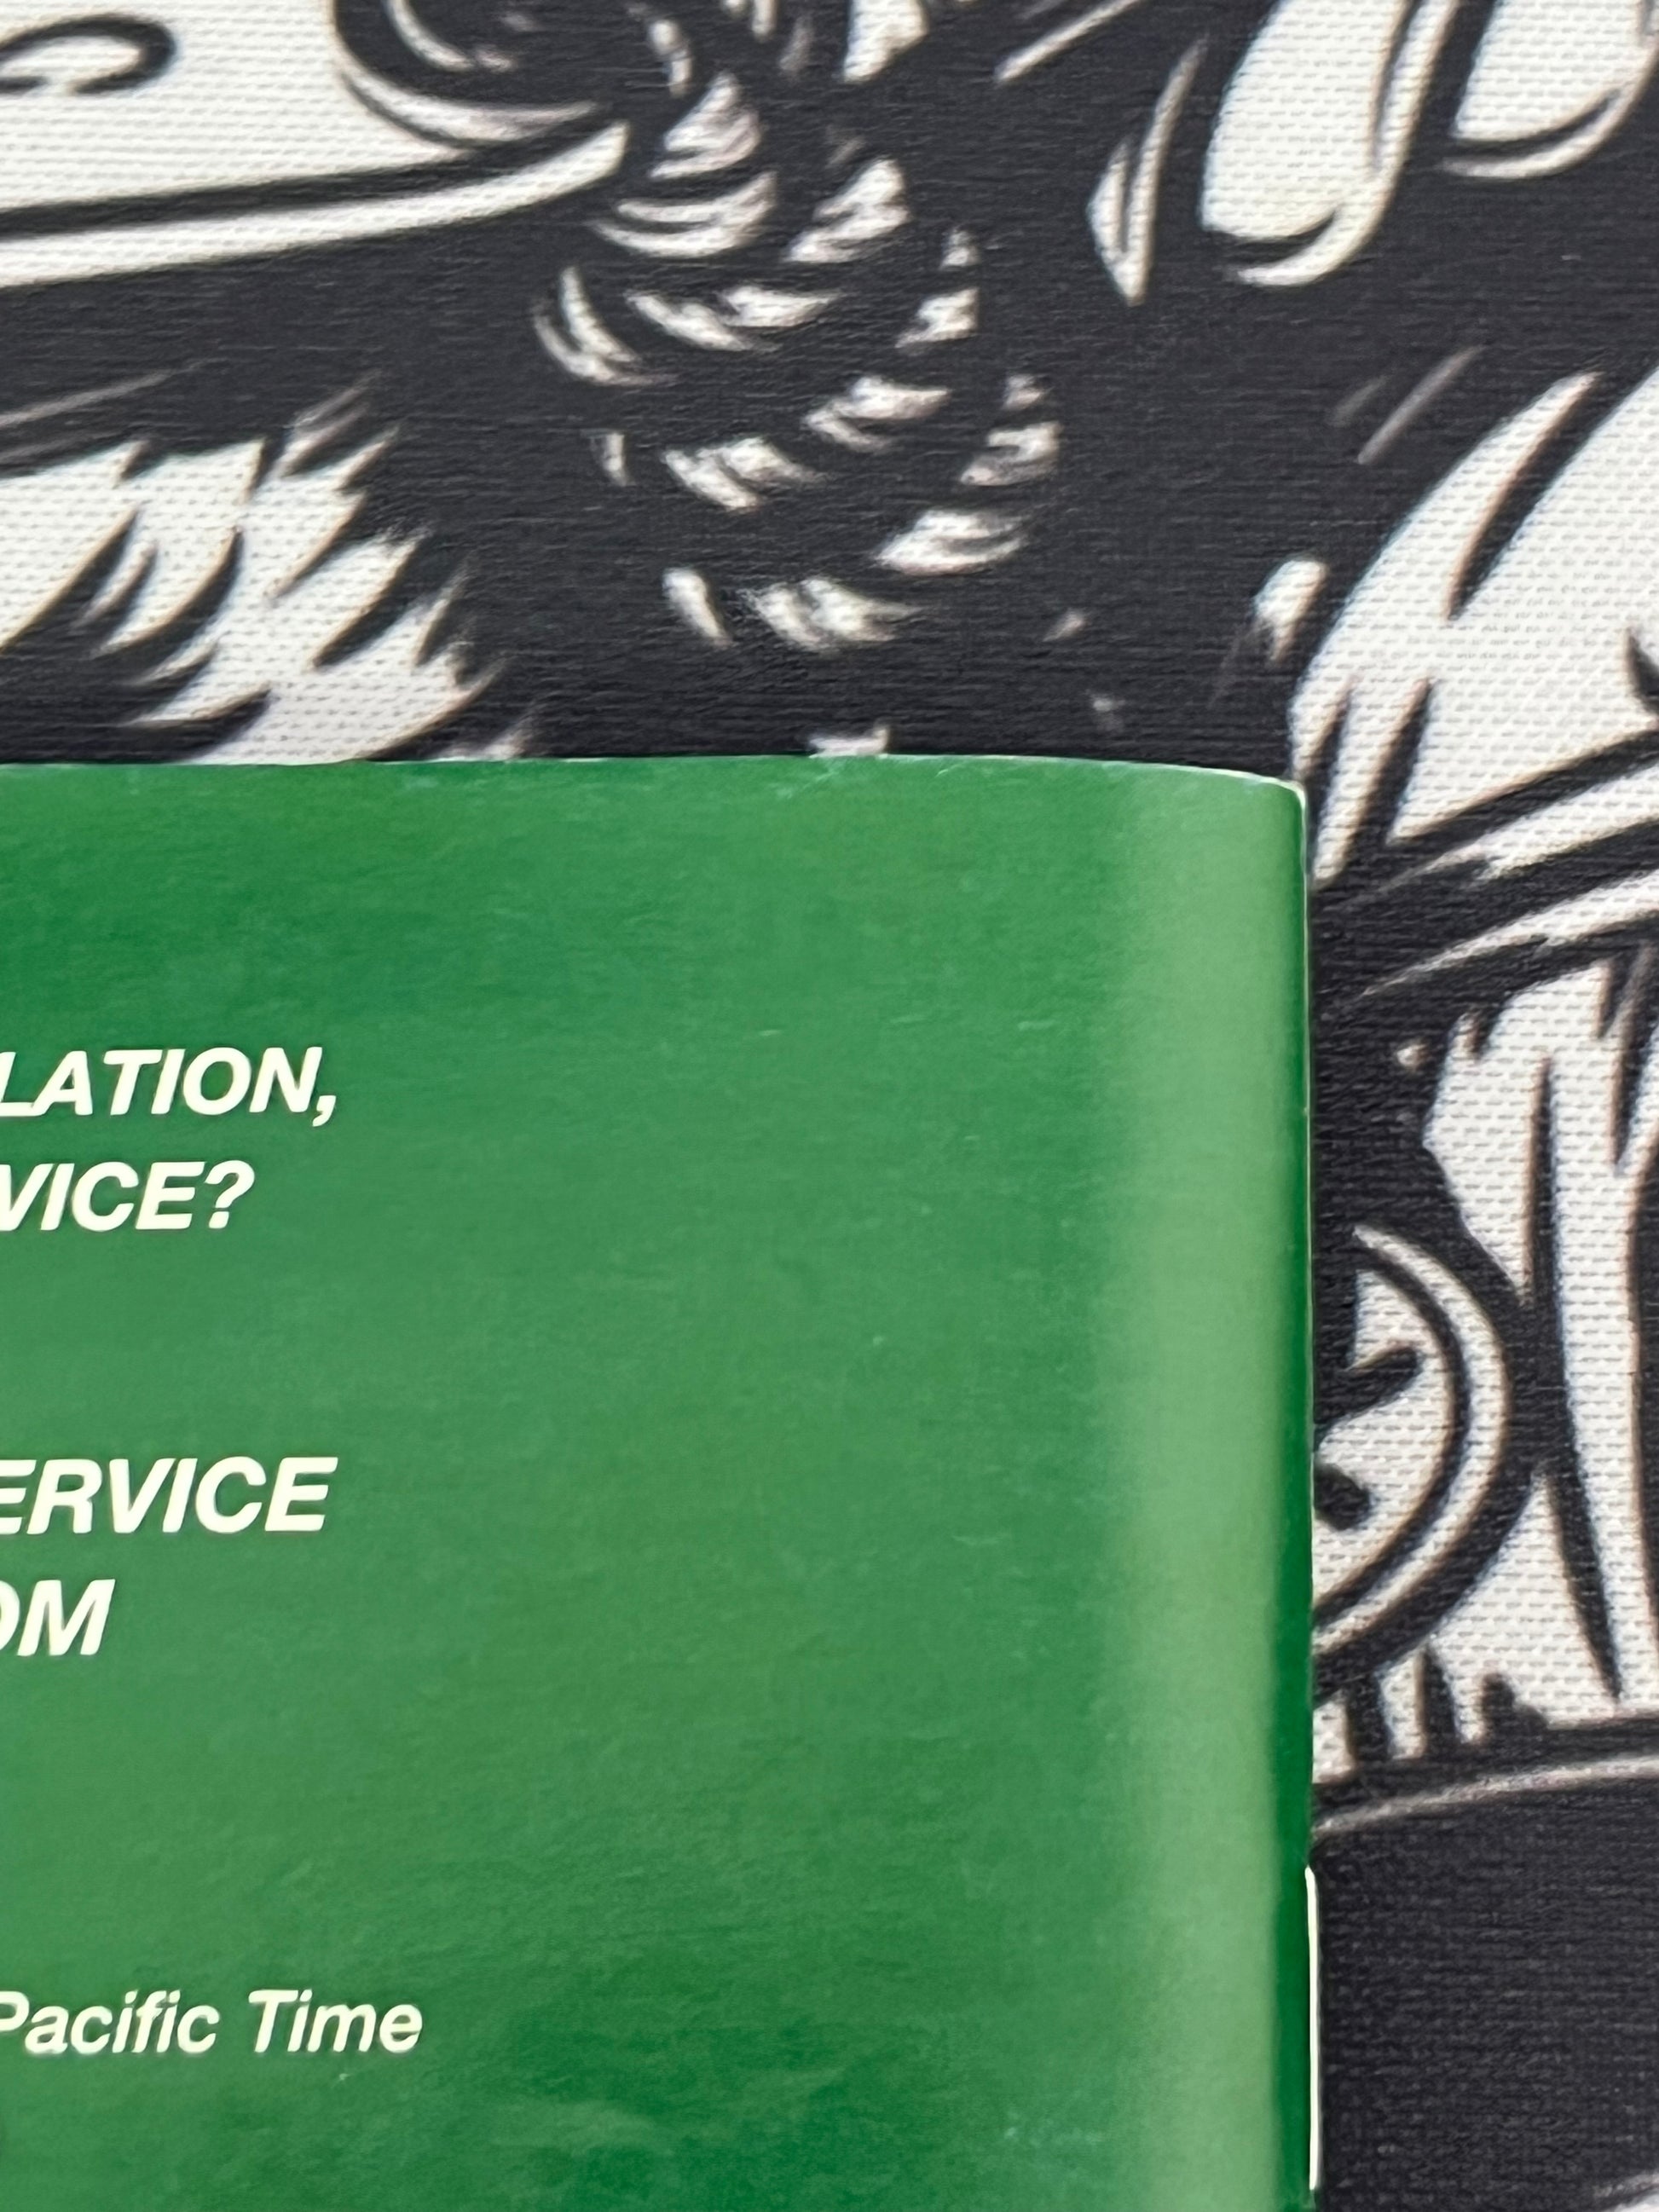 LATION,
VICE?
ERVICE
OM
Pacific Time